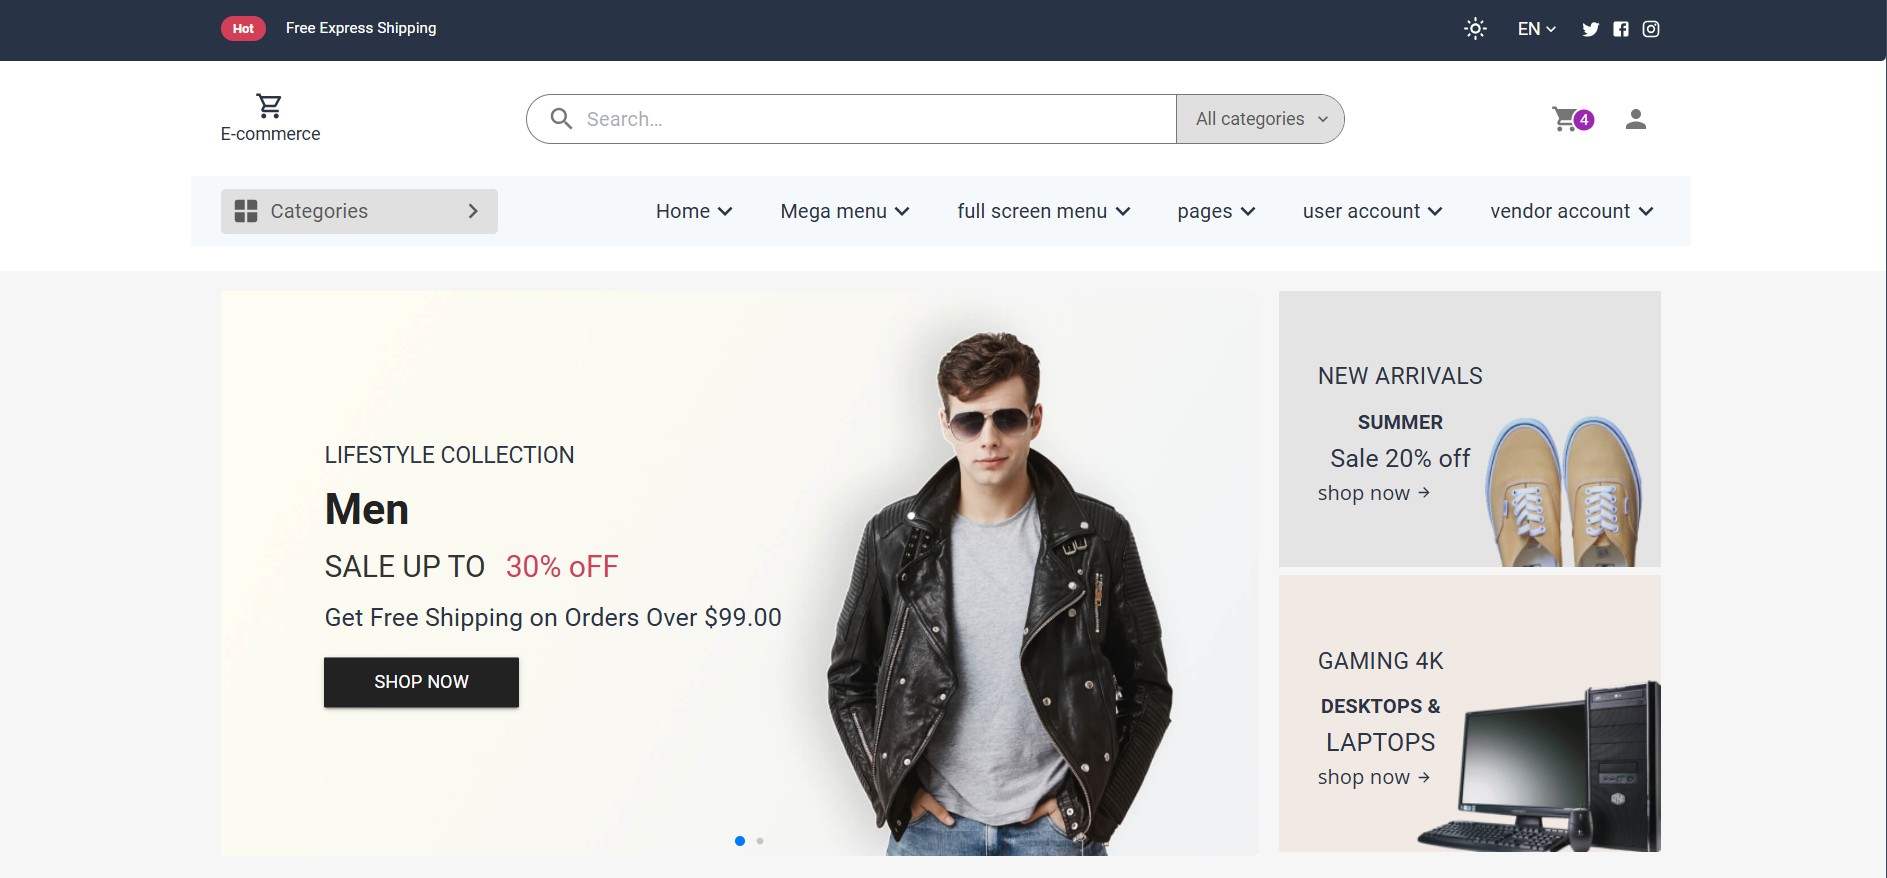 Hot Free Express Shipping EN
E-commerce
Search...
All categories
4
Categories
Home Mega menu full screen menu pages user account vendor account
LIFESTYLE COLLECTION
Men
SALE UP TO 30% oFF
Get Free Shipping on Orders Over $99.00
SHOP NOW
NEW ARRIVALS
SUMMER
Sale 20% off
shop now
GAMING 4K
DESKTOPS &
LAPTOPS
shop now